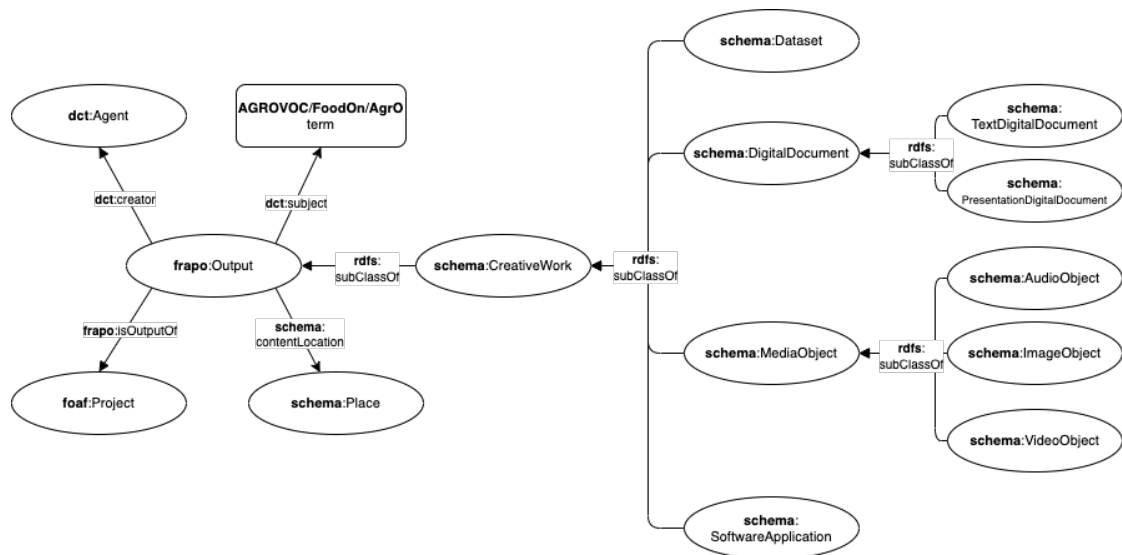 schema:Dataset
dct:Agent
AGROVOC/FoodOn/AgrO
term
schema:
TextDigitalDocument
schema:DigitalDocument
rdfs:
subClassOf
schema:
PresentationDigitalDocument
dct:creator
dct:subject
frapo:Output
rdfs:
subClassOf
schema:CreativeWork
rdfs:
subClassOf
schema:AudioObject
frapo:isOutputOf
schema:
contentLocation
schema:MediaObject
rdfs:
subClassOf
schema:ImageObject
foaf:Project
schema:Place
schema:VideoObject
schema:
SoftwareApplication